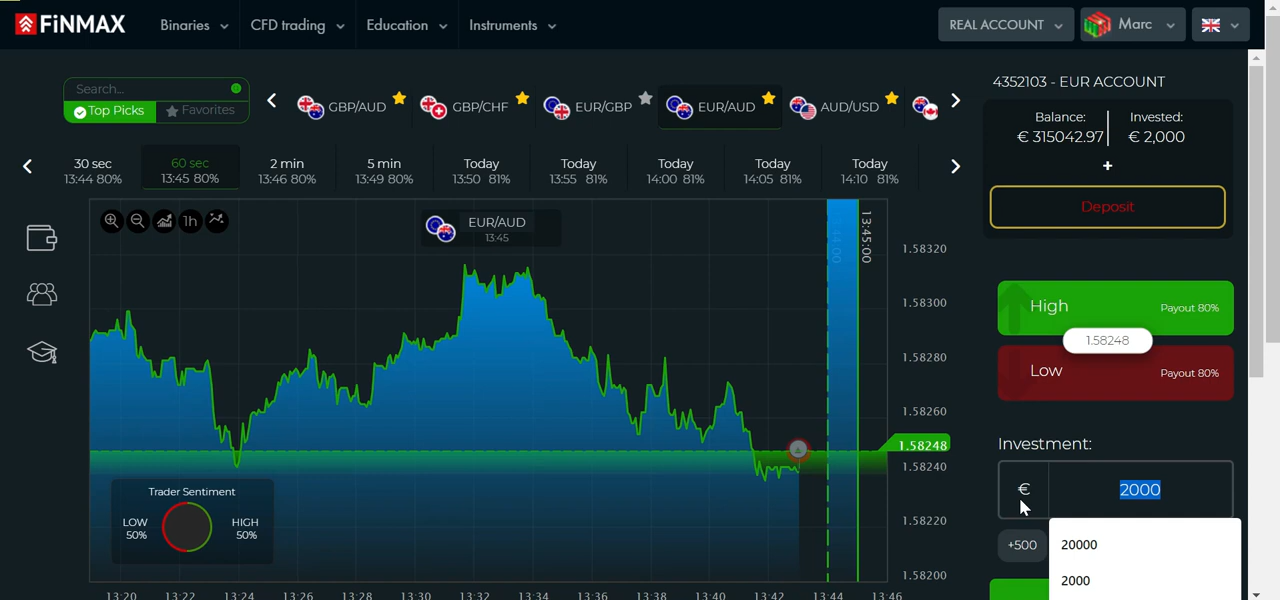 FiNMAX
Binaries
CFD trading
Education
Instruments
REAL ACCOUNT
Marc
Search...
Top Picks
Favorites
GBP/AUD
GBP/CHF
EUR/GBP
EUR/AUD
AUD/USD
4352103 - EUR ACCOUNT
Balance:
€ 315042.97
Invested:
€ 2,000
+
Deposit
30 sec
13:44 80%
60 sec
13:45 80%
2 min
13:46 80%
5 min
13:49 80%
Today
13:50 81%
Today
13:55 81%
Today
14:00 81%
Today
14:05 81%
Today
14:10 81%
1h
EUR/AUD
13:45
13:45:00
1.58320
1.58300
1.58280
1.58260
1.58248
1.58240
1.58220
1.58200
Trader Sentiment
LOW
50%
HIGH
50%
13:20
13:22
13:24
13:26
13:28
13:30
13:32
13:34
13:36
13:38
13:40
13:42
13:44
13:46
High
Payout 80%
1.58248
Low
Payout 80%
Investment:
€
2000
+500
20000
2000